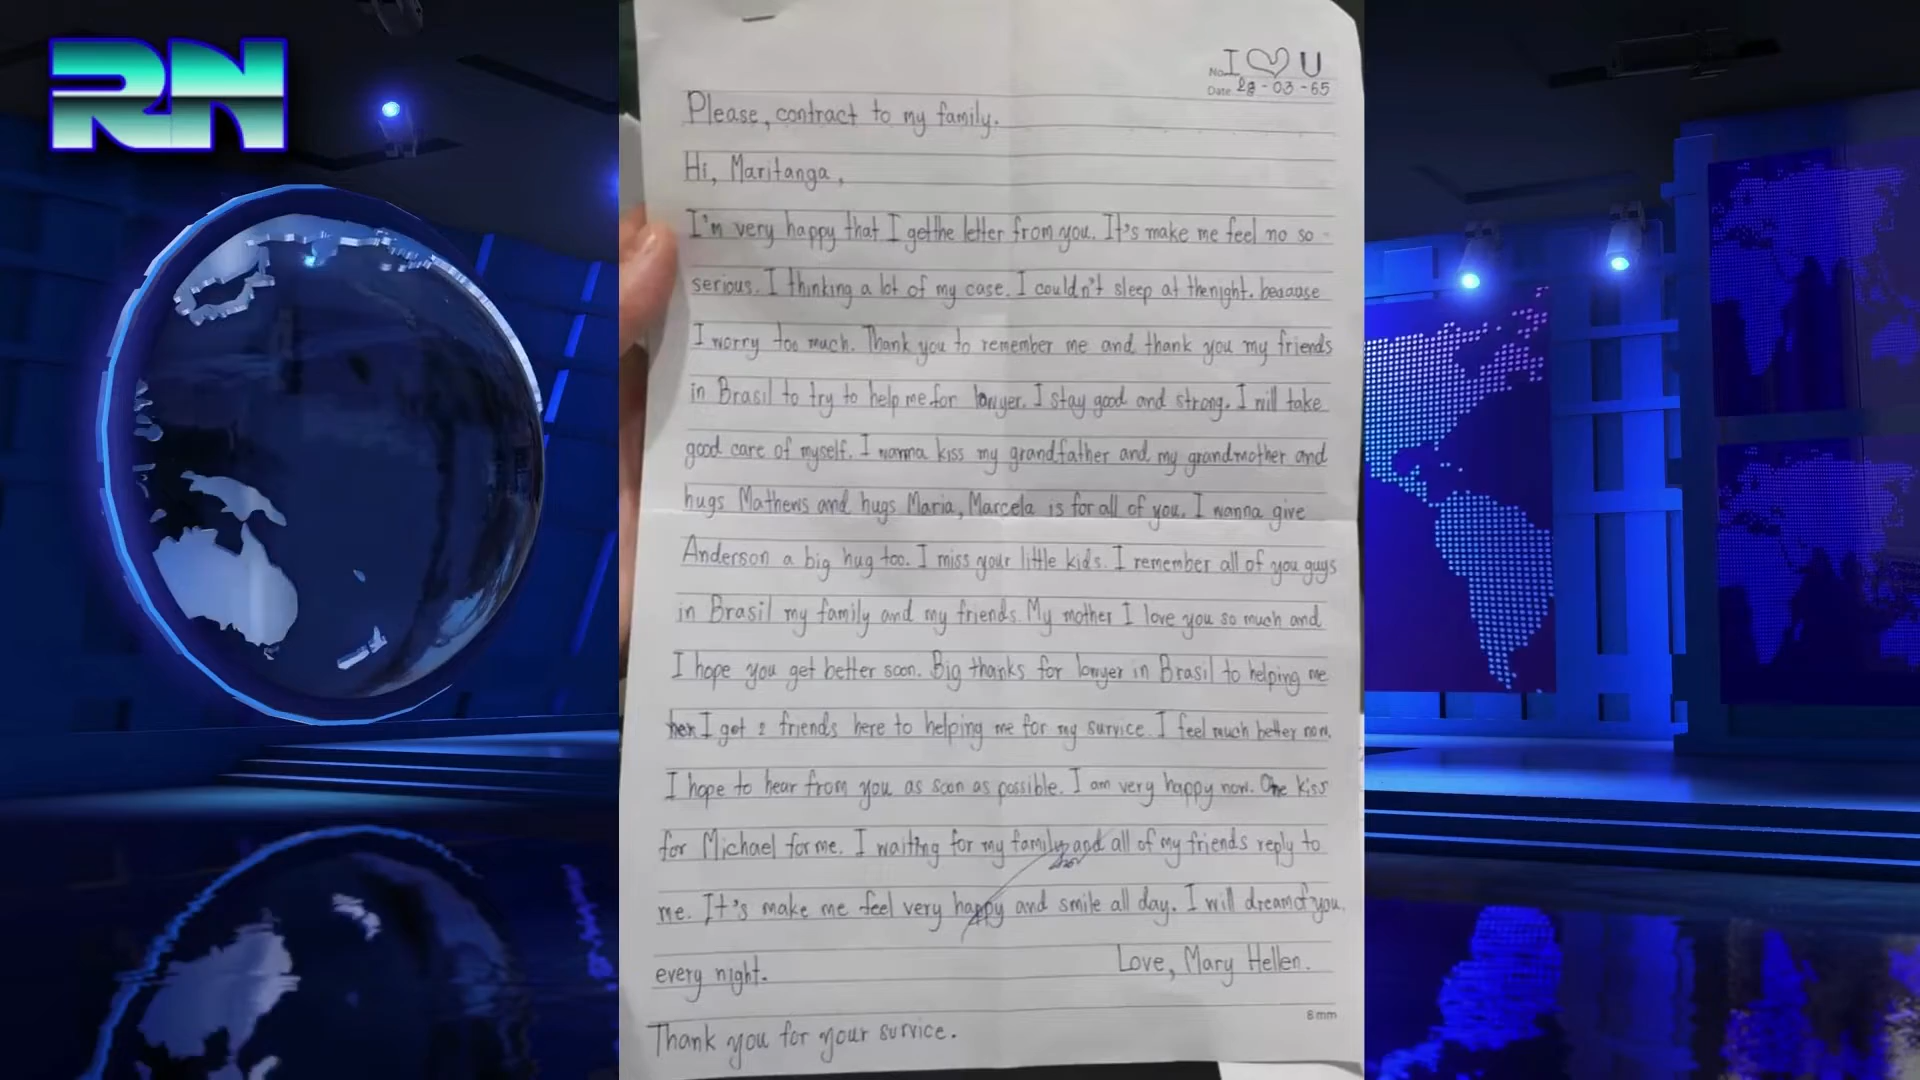 RN
I ♡ U
No.
Date 28-03-65
Please, contract to my family.
Hi, Maritanga,
I'm very happy that I get the letter from you. It's make me feel no so
serious. I thinking a lot of my case. I couldn't sleep at the night. beaause
I worry too much. Thank you to remember me and thank you my friends
in Brasil to try to help me for lawyer. I stay good and strong. I will take
good care of myself. I wanna kiss my grandfather and my grandmother and
hugs Mathews and hugs Maria, Marcela is for all of you. I wanna give
Anderson a big hug too. I miss your little kids. I remember all of you guys
in Brasil my family and my friends. My mother I love you so much and
I hope you get better soon. Big thanks for lowyer in Brasil to helping me
I get 2 friends here to helping me for my survice. I feel much better now.
I hope to hear from you as soon as possible. I am very happy now. One kiss
for Michael for me. I waiting for my family and all of my friends reply to
me. It's make me feel very happy and smile all day. I will dream of you.
every night.
Love, Mary Hellen.
8 mm
Thank you for your survice.